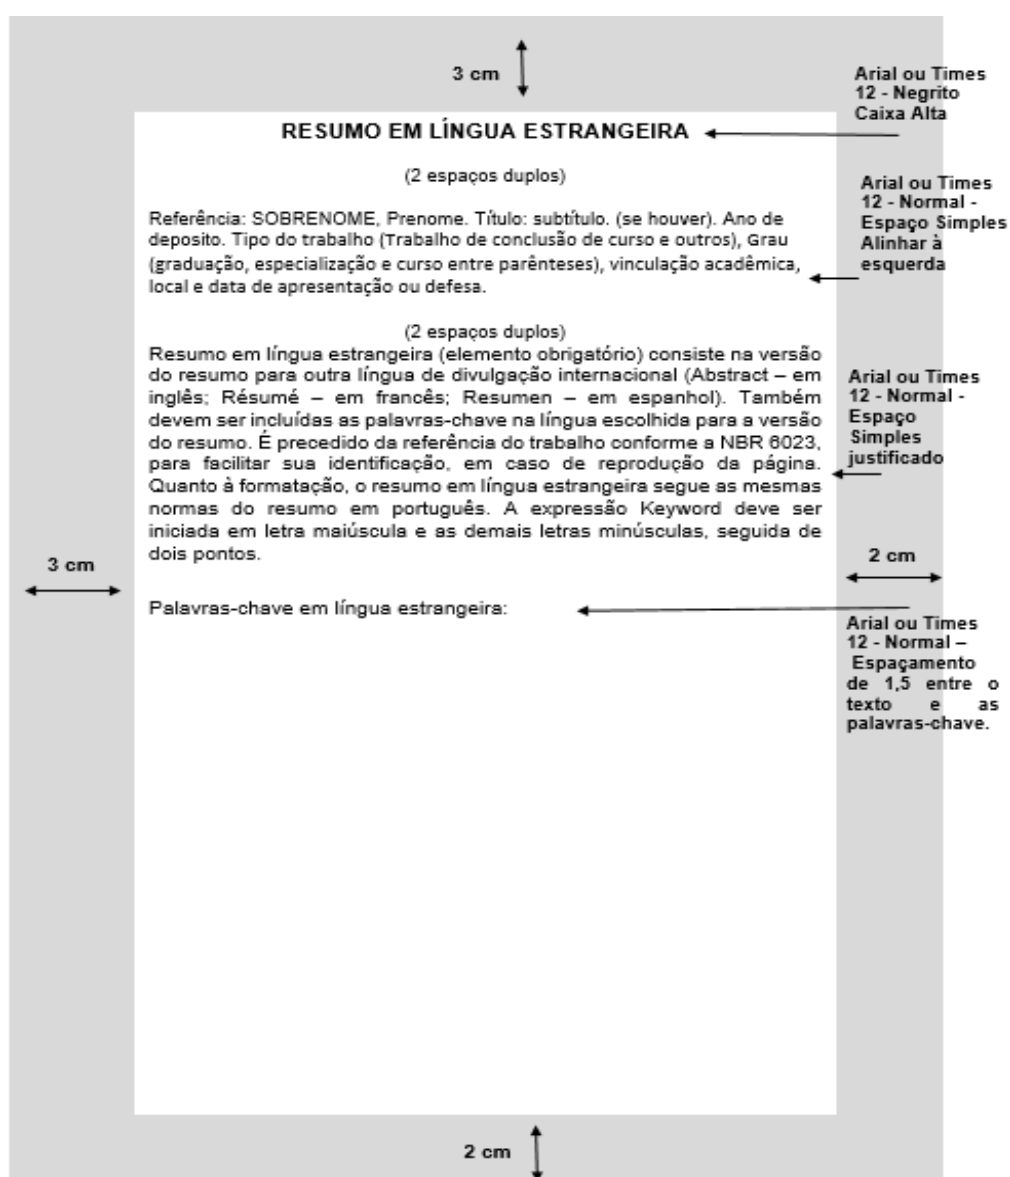 3 cm
Arial ou Times
12 - Negrito
Caixa Alta
RESUMO EM LÍNGUA ESTRANGEIRA
(2 espaços duplos)
Arial ou Times
12 - Normal -
Espaço Simples
Alinhar à
esquerda
Referência: SOBRENOME, Prenome. Título: subtítulo. (se houver). Ano de
deposito. Tipo do trabalho (Trabalho de conclusão de curso e outros), Grau
(graduação, especialização e curso entre parênteses), vinculação acadêmica,
local e data de apresentação ou defesa.
(2 espaços duplos)
Resumo em língua estrangeira (elemento obrigatório) consiste na versão
do resumo para outra língua de divulgação internacional (Abstract – em
inglês; Résumé – em francês; Resumen – em espanhol). Também
devem ser incluídas as palavras-chave na língua escolhida para a versão
do resumo. É precedido da referência do trabalho conforme a NBR 6023,
para facilitar sua identificação, em caso de reprodução da página.
Quanto à formatação, o resumo em língua estrangeira segue as mesmas
normas do resumo em português. A expressão Keyword deve ser
iniciada em letra maiúscula e as demais letras minúsculas, seguida de
dois pontos.
Arial ou Times
12 - Normal -
Espaço
Simples
justificado
3 cm
2 cm
Palavras-chave em língua estrangeira:
Arial ou Times
12 - Normal –
Espaçamento
de 1,5 entre o
texto e as
palavras-chave.
2 cm